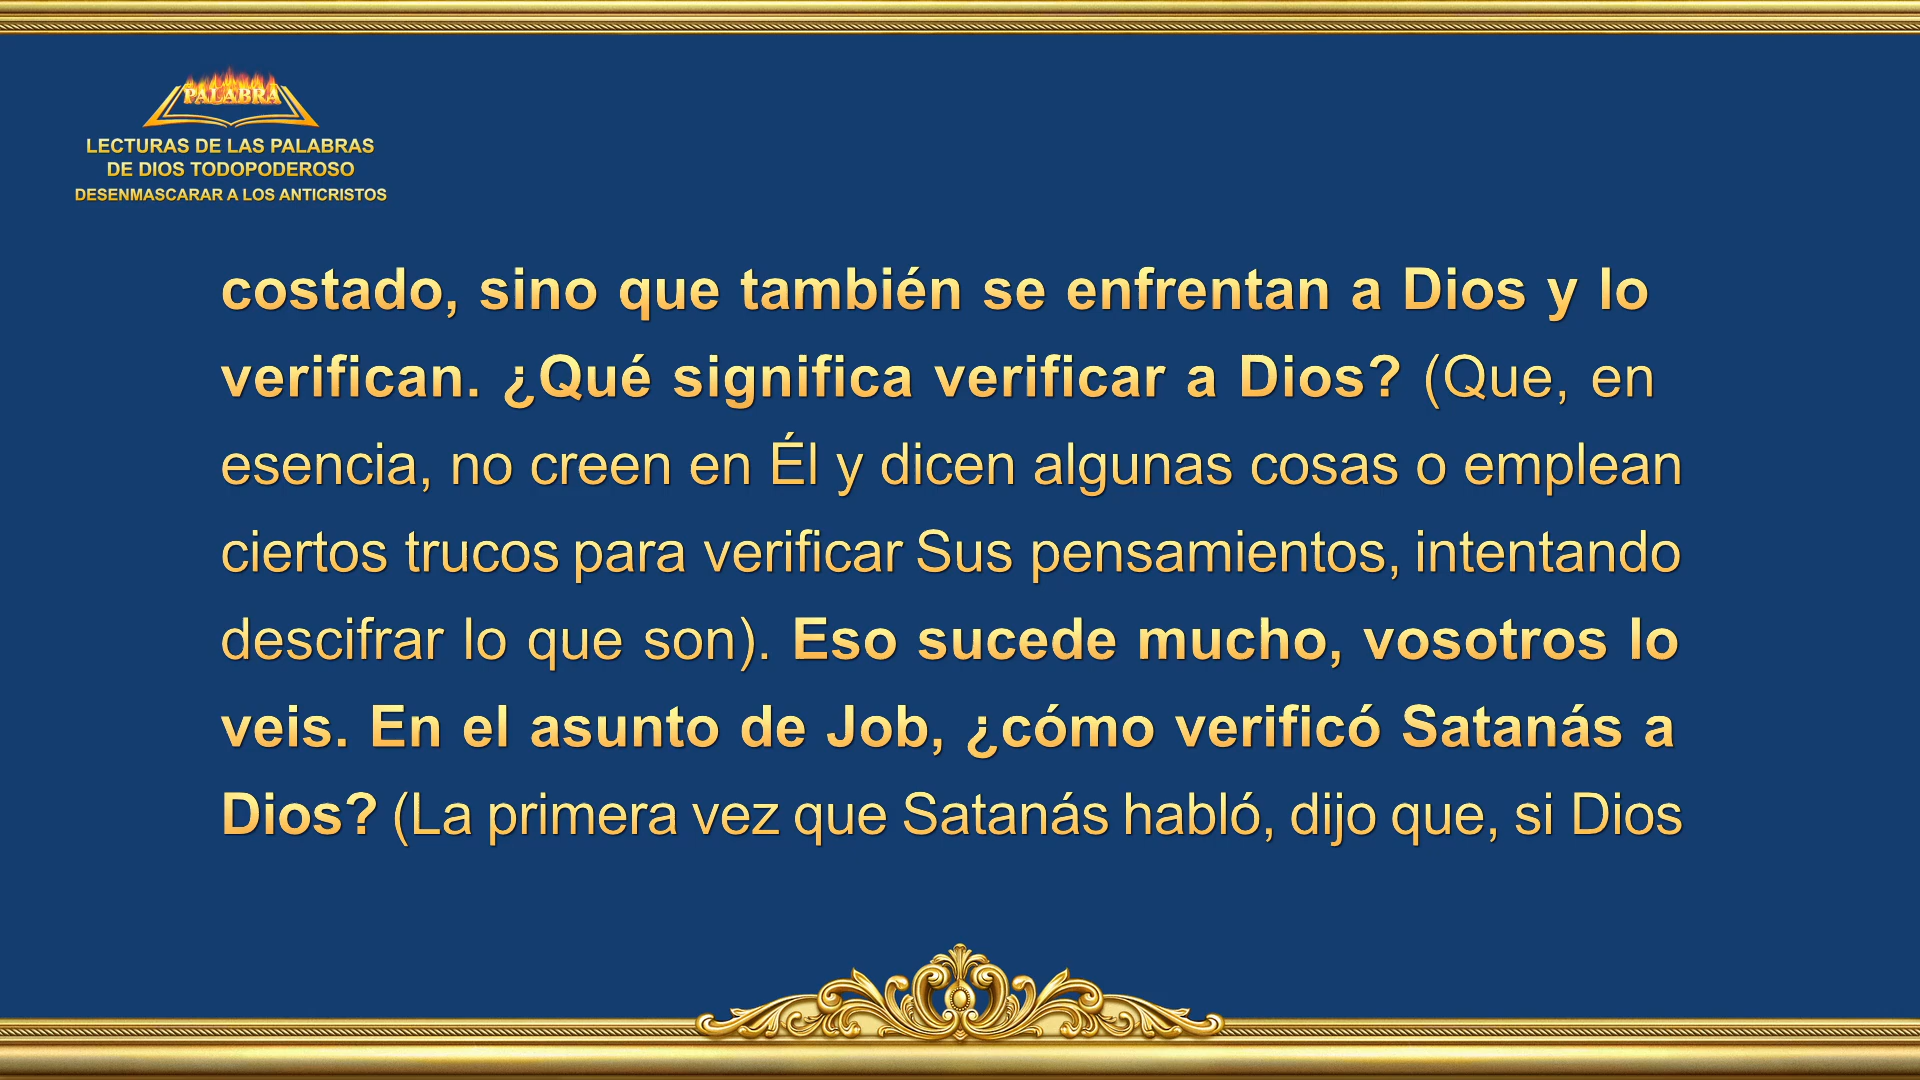 PALABRA
LECTURAS DE LAS PALABRAS
DE DIOS TODOPODEROSO
DESENMASCARAR A LOS ANTICRISTOS
costado, sino que también se enfrentan a Dios y lo
verifican. ¿Qué significa verificar a Dios? (Que, en
esencia, no creen en Él y dicen algunas cosas o emplean
ciertos trucos para verificar Sus pensamientos, intentando
descifrar lo que son). Eso sucede mucho, vosotros lo
veis. En el asunto de Job, ¿cómo verificó Satanás a
Dios? (La primera vez que Satanás habló, dijo que, si Dios